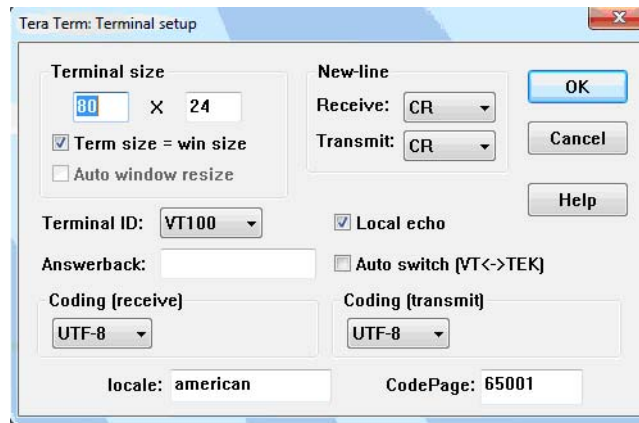 Tera Term: Terminal setup
Terminal size
80 X 24
Term size = win size
Auto window resize
New-line
Receive: CR
Transmit: CR
OK
Cancel
Help
Terminal ID: VT100
Local echo
Answerback:
Auto switch (VT<->TEK)
Coding (receive)
UTF-8
Coding (transmit)
UTF-8
locale: american
CodePage: 65001